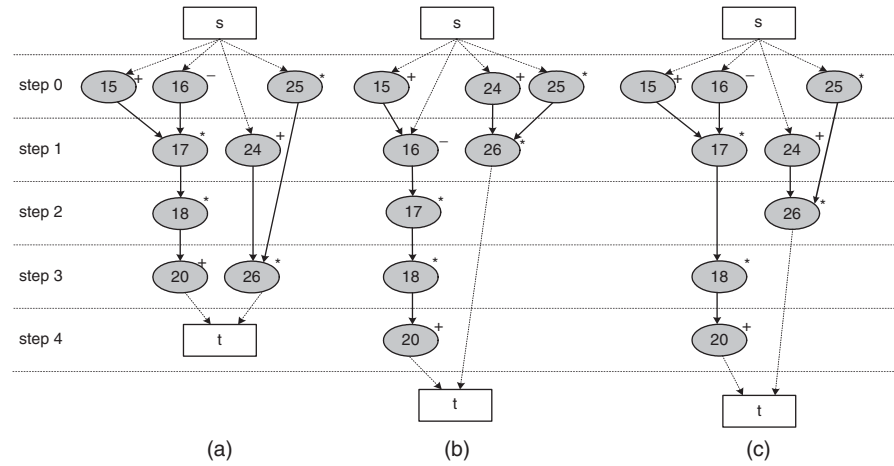 s s s
step 0 15 + 16 – 25 * 15 + 24 + 25 * 15 + 16 – 25 *
step 1 17 * 24 + 16 – 26 * 17 * 24 +
step 2 18 * 17 * 26 *
step 3 20 + 26 * 18 * 18 *
step 4 t 20 + 20 +
t t
(a) (b) (c)